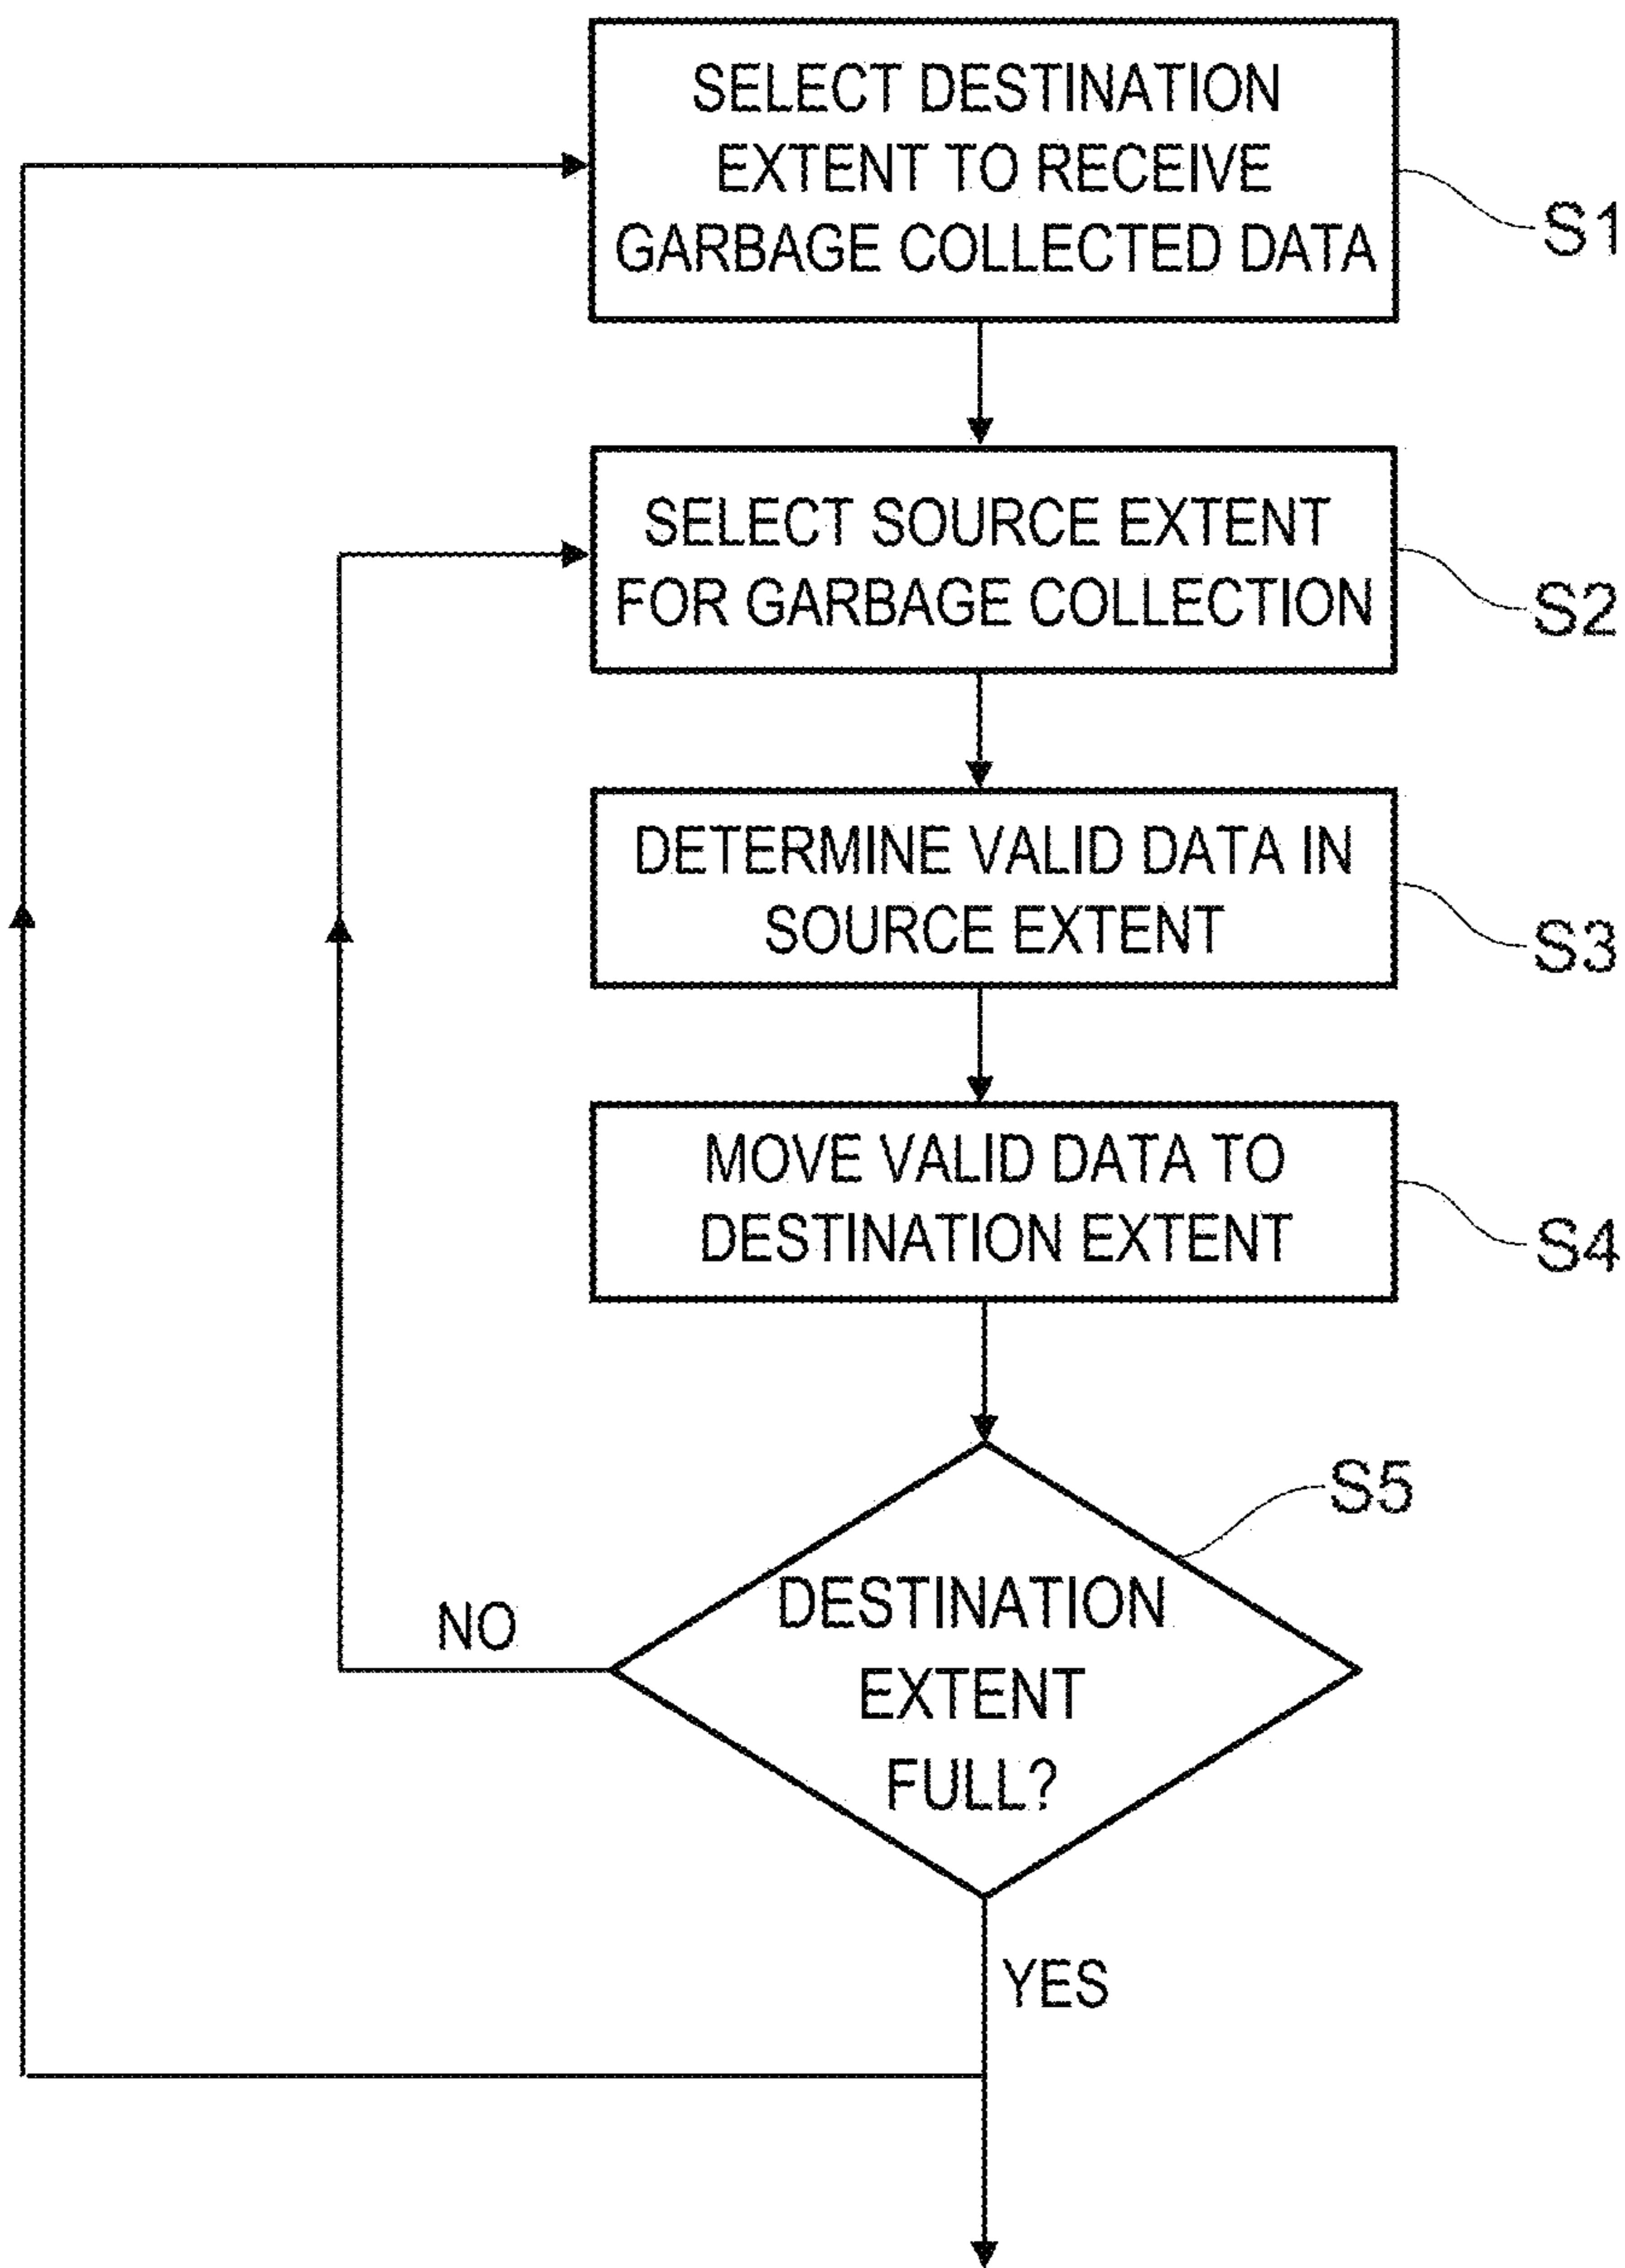 SELECT DESTINATION
EXTENT TO RECEIVE
GARBAGE COLLECTED DATA
S1
SELECT SOURCE EXTENT
FOR GARBAGE COLLECTION
S2
DETERMINE VALID DATA IN
SOURCE EXTENT
S3
MOVE VALID DATA TO
DESTINATION EXTENT
S4
S5
DESTINATION
EXTENT
FULL?
NO
YES